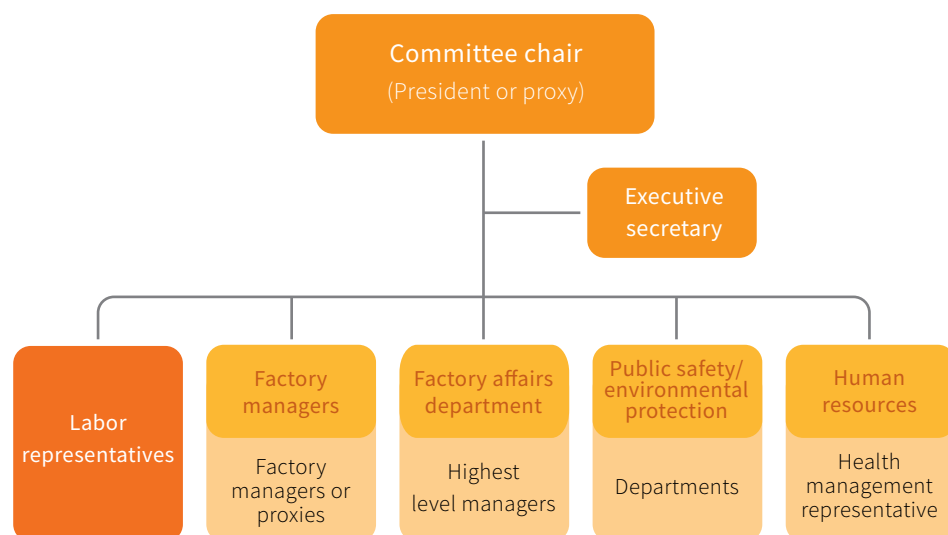 Committee chair
(President or proxy)
Executive
secretary
Labor
representatives
Factory
managers
Factory
managers or
proxies
Factory affairs
department
Highest
level managers
Public safety/
environmental
protection
Departments
Human
resources
Health
management
representative